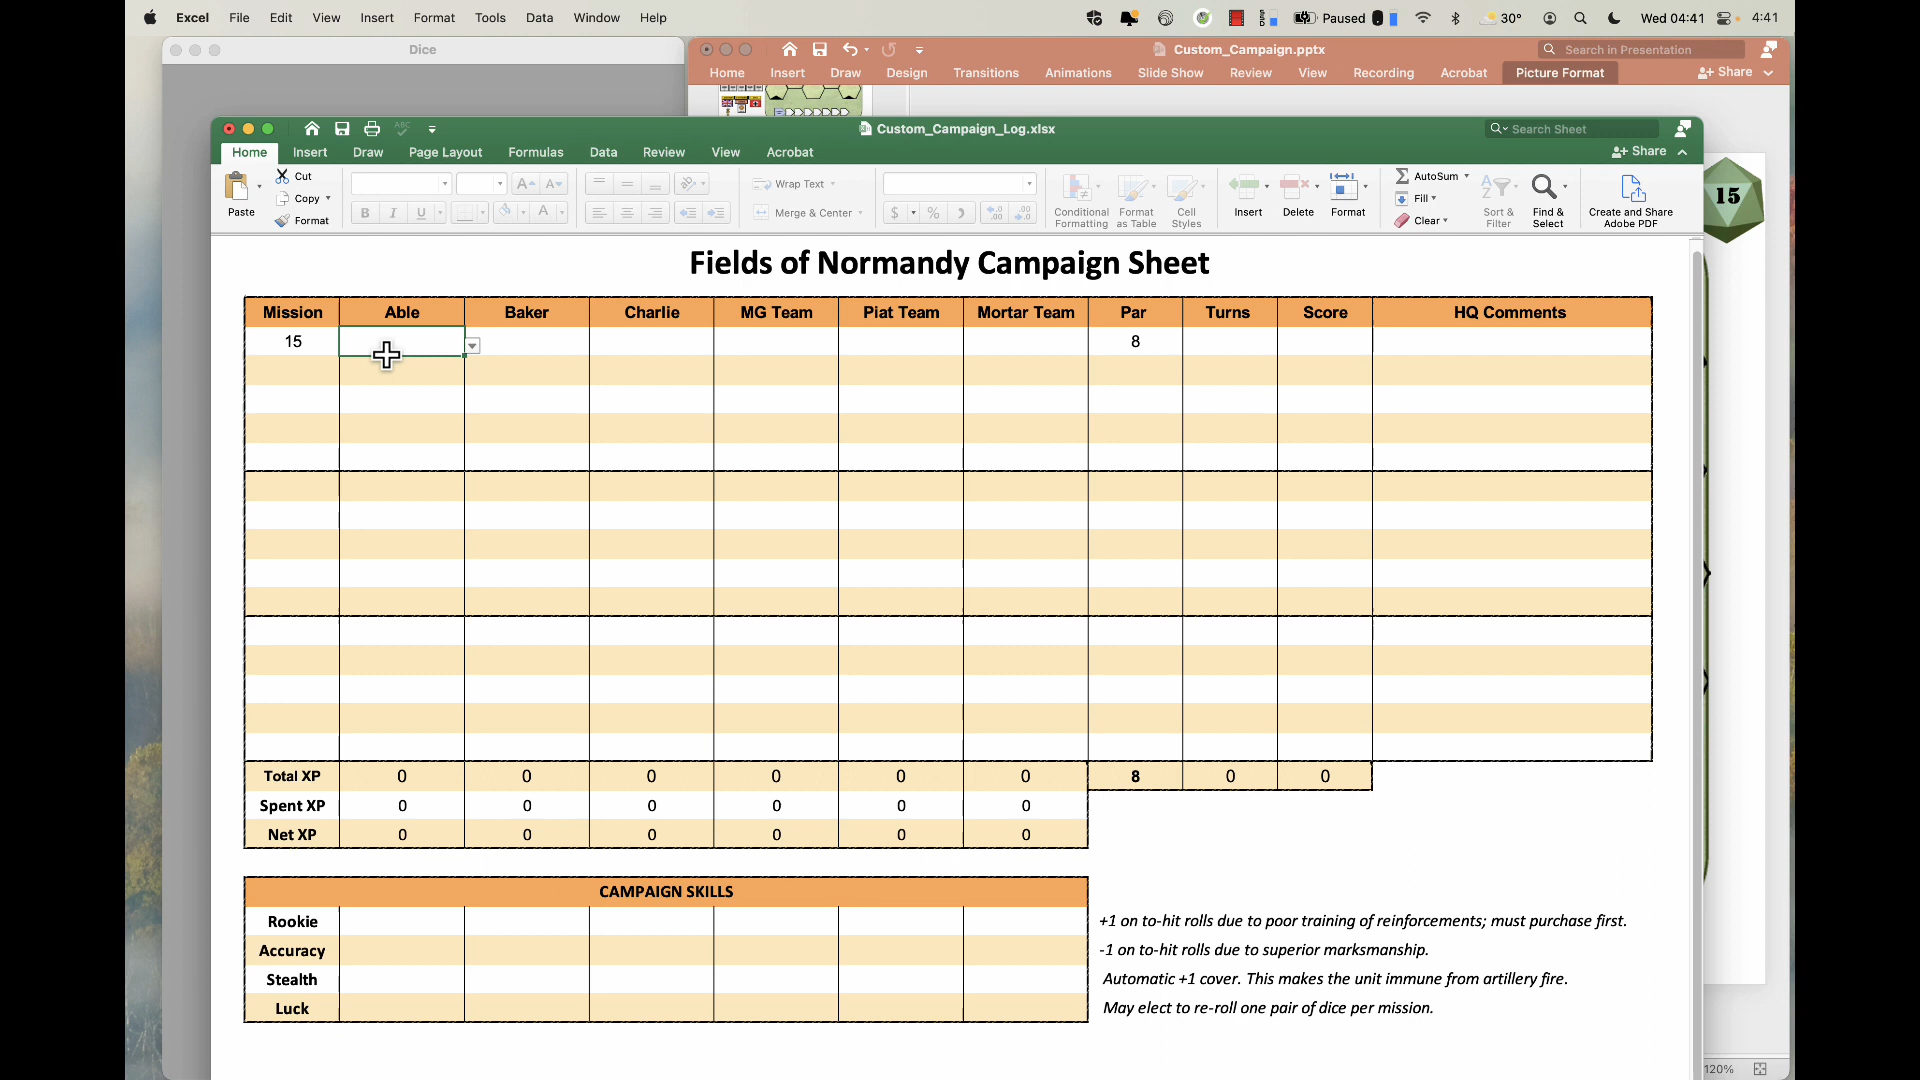 Excel File Edit View Insert Format Tools Data Window Help Paused 30° Wed 04:41 4:41
Dice Custom_Campaign.pptx Search in Presentation
Home Insert Draw Design Transitions Animations Slide Show Review View Recording Acrobat Picture Format Share
Custom_Campaign_Log.xlsx Search Sheet
Home Insert Draw Page Layout Formulas Data Review View Acrobat Share
Paste Cut Copy Format
B I U A A A
Wrap Text
Merge & Center
$ %
Conditional Formatting Format as Table Cell Styles Insert Delete Format
AutoSum Fill Clear Sort & Filter Find & Select Create and Share Adobe PDF
15
Fields of Normandy Campaign Sheet
Mission Able Baker Charlie MG Team Piat Team Mortar Team Par Turns Score HQ Comments
15 8
Total XP 0 0 0 0 0 0 8 0 0
Spent XP 0 0 0 0 0 0
Net XP 0 0 0 0 0 0
CAMPAIGN SKILLS
Rookie +1 on to-hit rolls due to poor training of reinforcements; must purchase first.
Accuracy -1 on to-hit rolls due to superior marksmanship.
Stealth Automatic +1 cover. This makes the unit immune from artillery fire.
Luck May elect to re-roll one pair of dice per mission.
120%